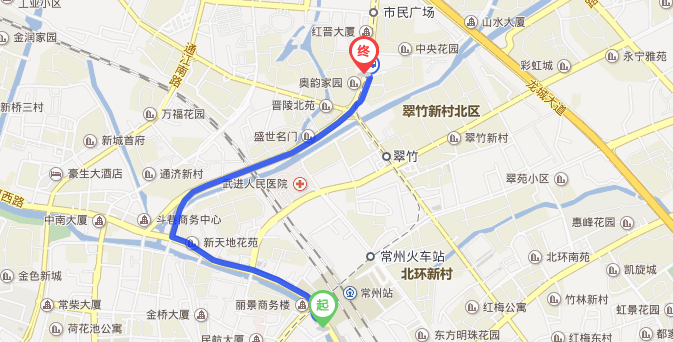 工业小区
市民广场
山水大厦
红晋大厦
金润家园
通江南路
终
中央花园
永宁雅苑
彩虹城
奥韵家园
龙城大道
新桥三村
晋陵北苑
万福花园
翠竹新村北区
盛世名门
新城首府
翠竹新村
翠竹
豪生大酒店
通济新村
武进人民医院
翠苑小区
西路
中南大厦
斗巷商务中心
惠峰花园
新天地花苑
常州火车站
北环南苑
金色新城
北环新村
凯旋城
常州站
竹林新村
常柴大厦
丽景商务楼
起
红梅公寓
虹景花园
金桥大厦
荷花池公寓
民航大厦
东方明珠花园
红梅东村
都家